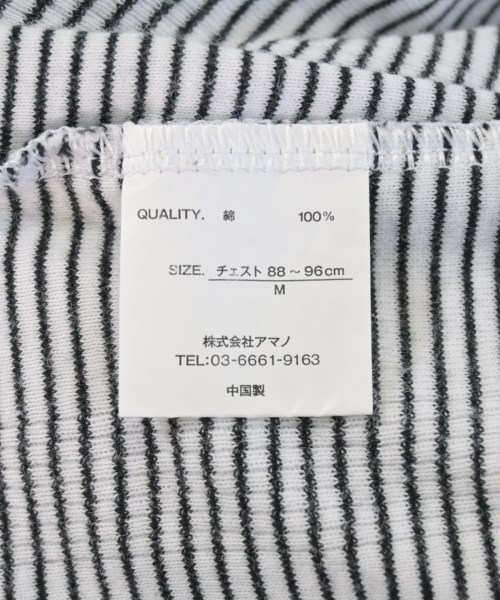 QUALITY. 綿 100%
SIZE. チェスト 88～96cm
M
株式会社アマノ
TEL:03-6661-9163
中国製